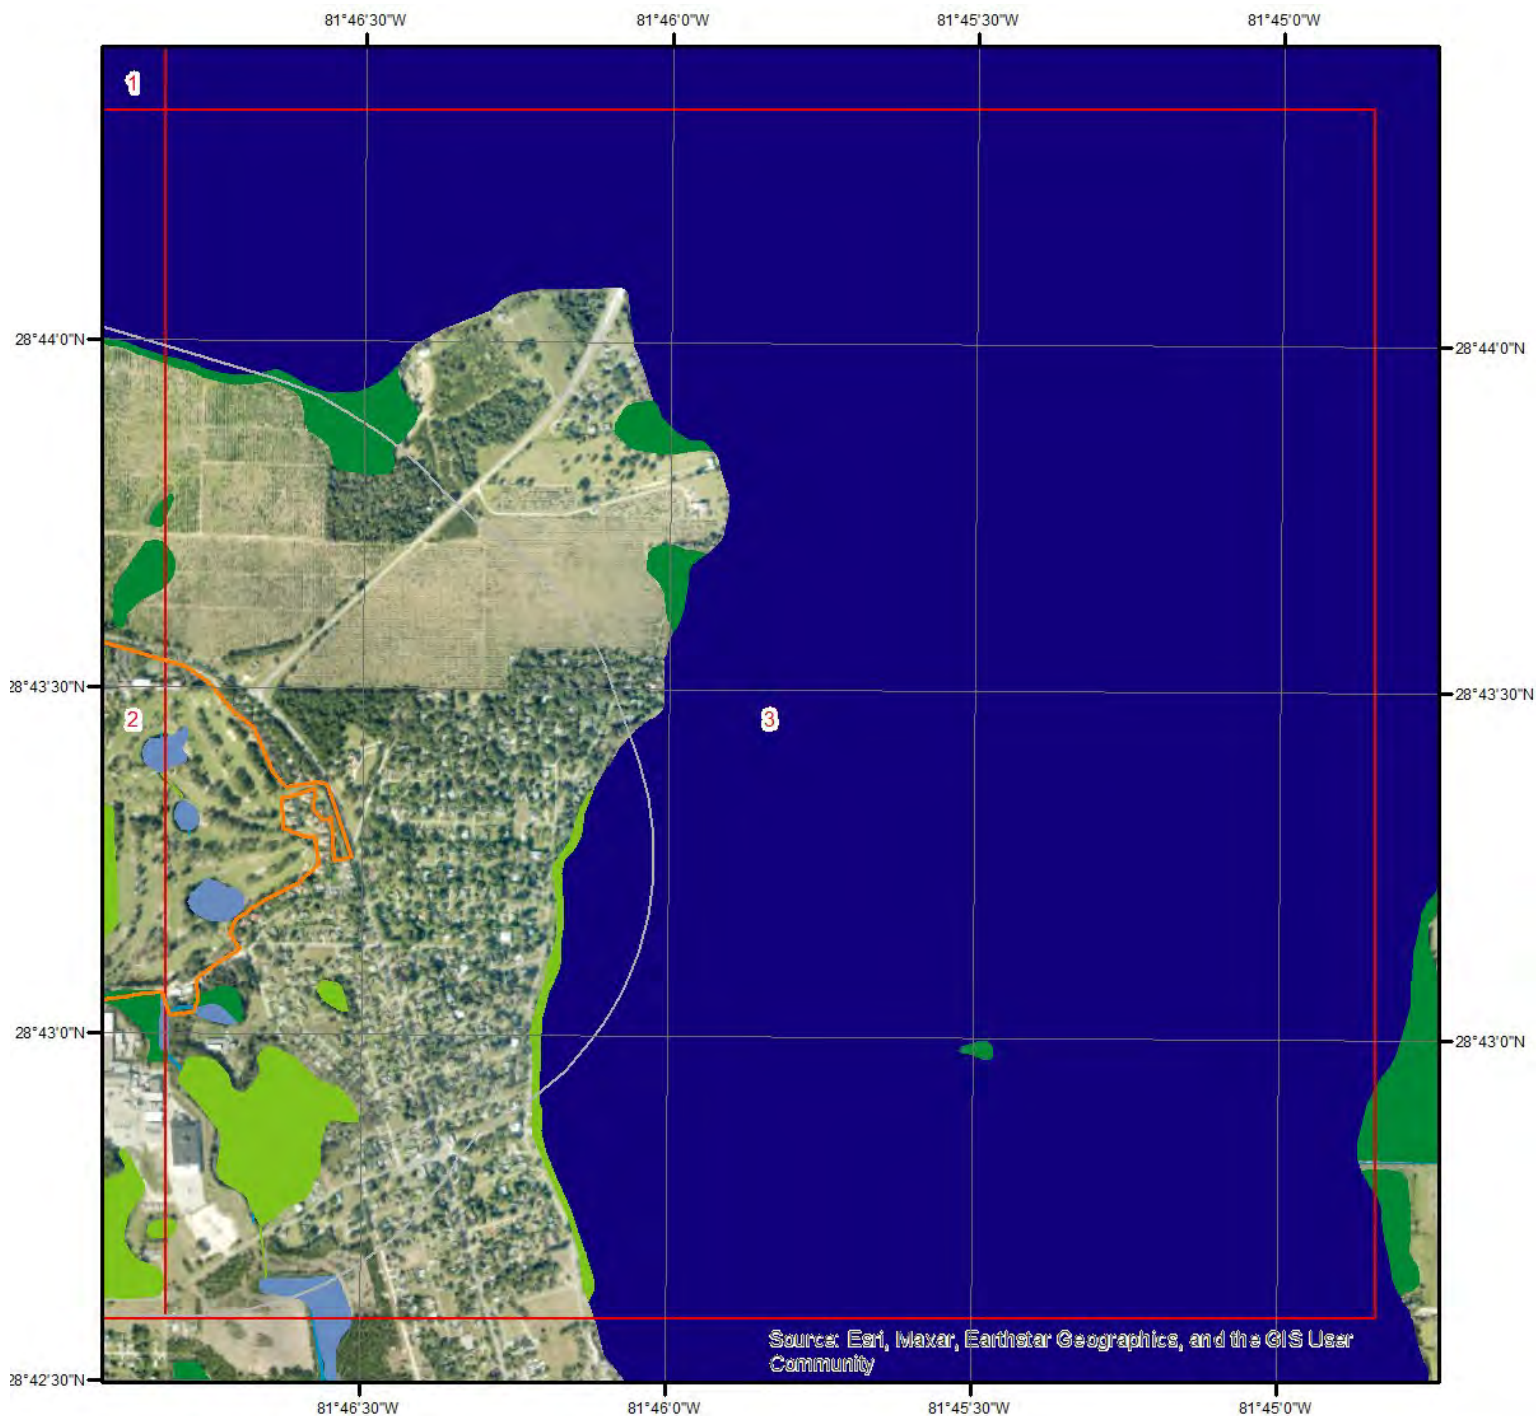 81°46'30"W 81°46'0"W 81°45'30"W 81°45'0"W
1
28°44'0"N 28°44'0"N
28°43'30"N 28°43'30"N
2 3
28°43'0"N 28°43'0"N
Source: Esri, Maxar, Earthstar Geographics, and the GIS User
Community
28°42'30"N
81°46'30"W 81°46'0"W 81°45'30"W 81°45'0"W